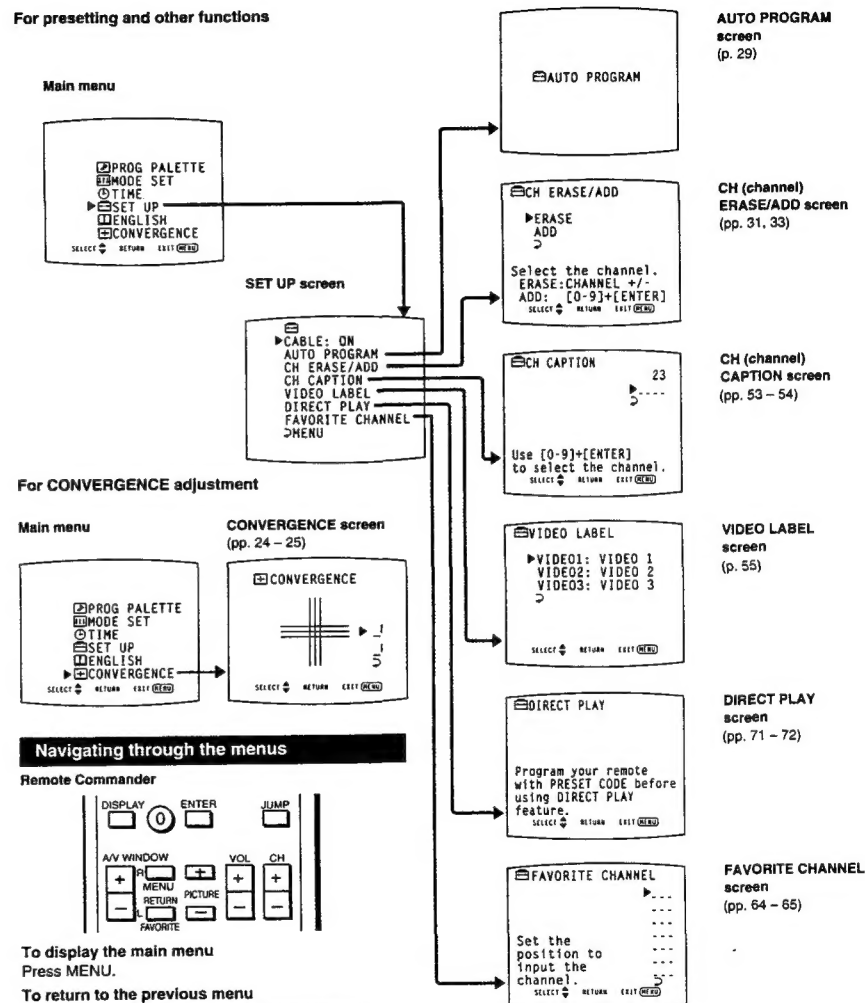 For presetting and other functions
Main menu
PROG PALETTE
MODE SET
TIME
▶SET UP
ENGLISH
CONVERGENCE
SELECT RETURN EXIT MENU
SET UP screen
▶CABLE: ON
AUTO PROGRAM
CH ERASE/ADD
CH CAPTION
VIDEO LABEL
DIRECT PLAY
FAVORITE CHANNEL
⊃MENU
For CONVERGENCE adjustment
Main menu
PROG PALETTE
MODE SET
TIME
SET UP
ENGLISH
▶CONVERGENCE
SELECT RETURN EXIT MENU
CONVERGENCE screen
(pp. 24 – 25)
CONVERGENCE
SELECT RETURN EXIT MENU
Navigating through the menus
Remote Commander
DISPLAY 0 ENTER JUMP
A/V WINDOW VOL CH
R
MENU
RETURN PICTURE
L
FAVORITE
+ + + +
– – – –
To display the main menu
Press MENU.
To return to the previous menu
AUTO PROGRAM
AUTO PROGRAM
screen
(p. 29)
CH ERASE/ADD
▶ERASE
ADD
Select the channel.
ERASE:CHANNEL +/-
ADD: [0-9]+[ENTER]
SELECT RETURN EXIT MENU
CH (channel)
ERASE/ADD screen
(pp. 31, 33)
CH CAPTION
23
▶----
Use [0-9]+[ENTER]
to select the channel.
SELECT RETURN EXIT MENU
CH (channel)
CAPTION screen
(pp. 53 – 54)
VIDEO LABEL
▶VIDEO1: VIDEO 1
VIDEO2: VIDEO 2
VIDEO3: VIDEO 3
SELECT RETURN EXIT MENU
VIDEO LABEL
screen
(p. 55)
DIRECT PLAY
Program your remote
with PRESET CODE before
using DIRECT PLAY
feature.
SELECT RETURN EXIT MENU
DIRECT PLAY
screen
(pp. 71 – 72)
FAVORITE CHANNEL
▶---
---
---
---
---
---
---
Set the
position to
input the
channel.
SELECT RETURN EXIT MENU
FAVORITE CHANNEL
screen
(pp. 64 – 65)